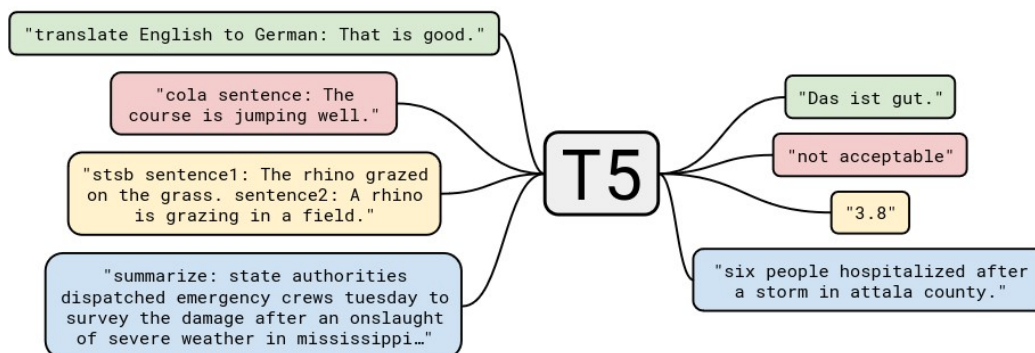 "translate English to German: That is good."
"cola sentence: The
course is jumping well."
"stsb sentence1: The rhino grazed
on the grass. sentence2: A rhino
is grazing in a field."
"summarize: state authorities
dispatched emergency crews tuesday to
survey the damage after an onslaught
of severe weather in mississippi…"
T5
"Das ist gut."
"not acceptable"
"3.8"
"six people hospitalized after
a storm in attala county."